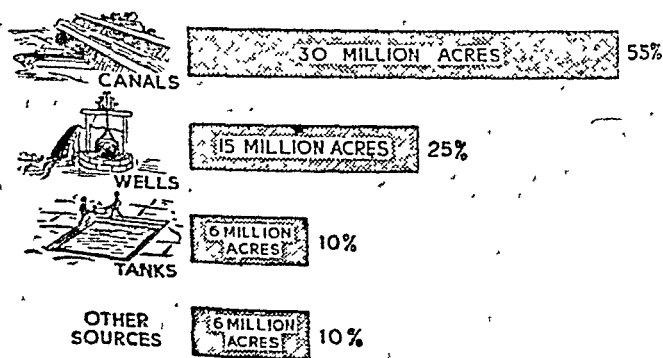 30 MILLION ACRES 55%
CANALS
15 MILLION ACRES 25%
WELLS
6 MILLION
ACRES 10%
TANKS
OTHER
SOURCES
6 MILLION
ACRES 10%